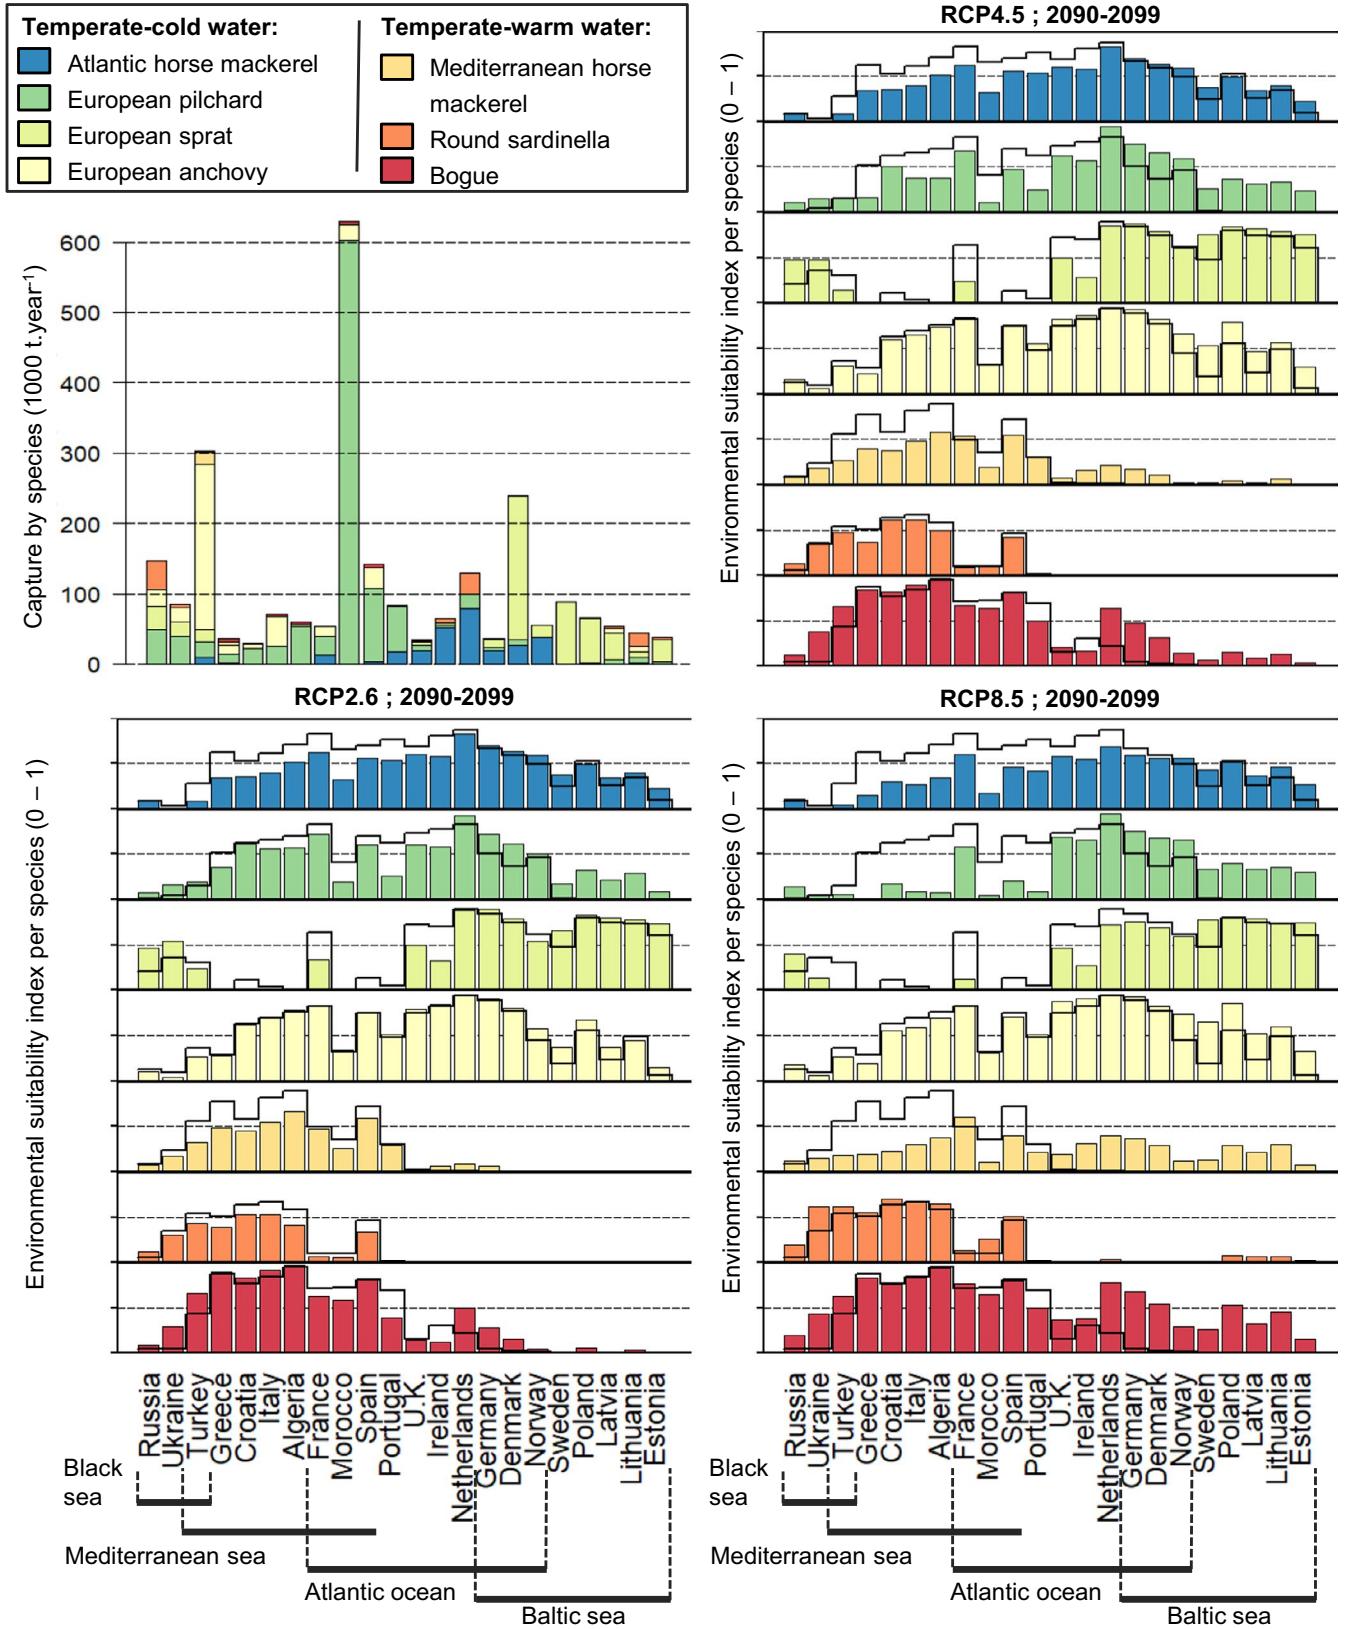 Temperate-cold water:
Atlantic horse mackerel
European pilchard
European sprat
European anchovy
Temperate-warm water:
Mediterranean horse
mackerel
Round sardinella
Bogue
Capture by species (1000 t.year⁻¹)
600
500
400
300
200
100
0
RCP4.5 ; 2090-2099
Environmental suitability index per species (0 – 1)
RCP2.6 ; 2090-2099
Environmental suitability index per species (0 – 1)
Russia
Ukraine
Turkey
Greece
Croatia
Italy
Algeria
France
Morocco
Spain
Portugal
U.K.
Ireland
Netherlands
Germany
Denmark
Norway
Sweden
Poland
Latvia
Lithuania
Estonia
Black
sea
Mediterranean sea
Atlantic ocean
Baltic sea
RCP8.5 ; 2090-2099
Environmental suitability index per species (0 – 1)
Russia
Ukraine
Turkey
Greece
Croatia
Italy
Algeria
France
Morocco
Spain
Portugal
U.K.
Ireland
Netherlands
Germany
Denmark
Norway
Sweden
Poland
Latvia
Lithuania
Estonia
Black
sea
Mediterranean sea
Atlantic ocean
Baltic sea